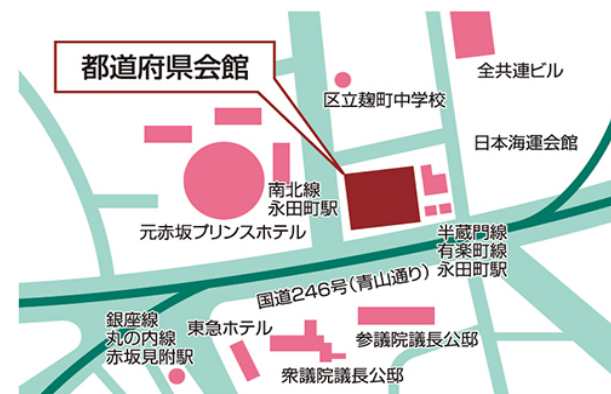 都道府県会館
全共連ビル
区立麹町中学校
日本海運会館
南北線
永田町駅
元赤坂プリンスホテル
半蔵門線
有楽町線
永田町駅
国道246号(青山通り)
銀座線
丸の内線
赤坂見附駅
東急ホテル
参議院議長公邸
衆議院議長公邸